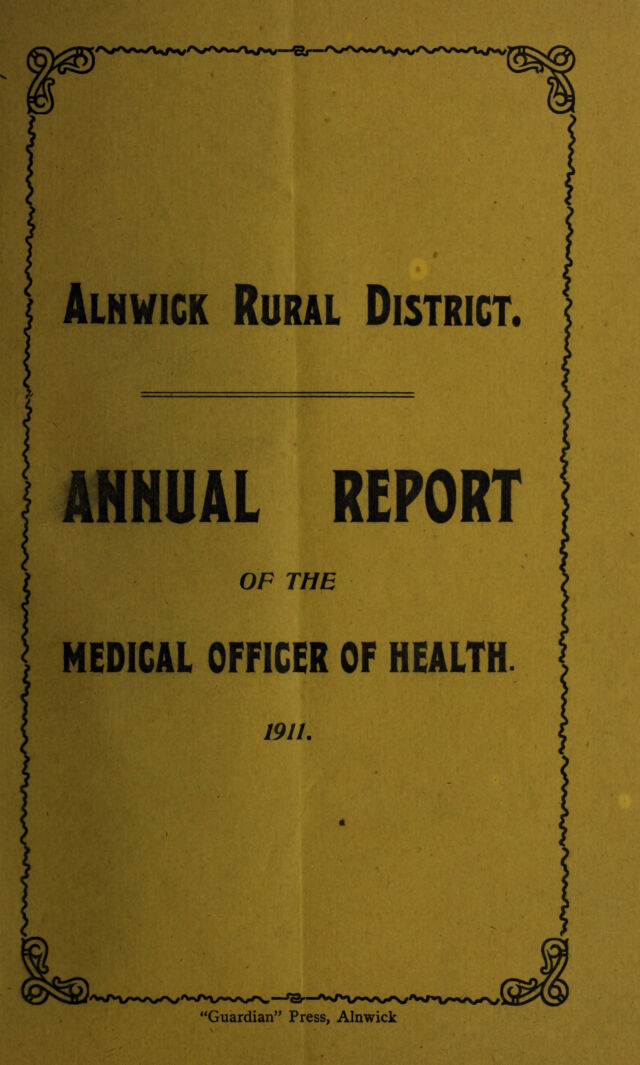 ALNWICK RURAL DISTRICT.
ANNUAL REPORT
OF THE
MEDICAL OFFICER OF HEALTH.
1911.
"Guardian" Press, Alnwick